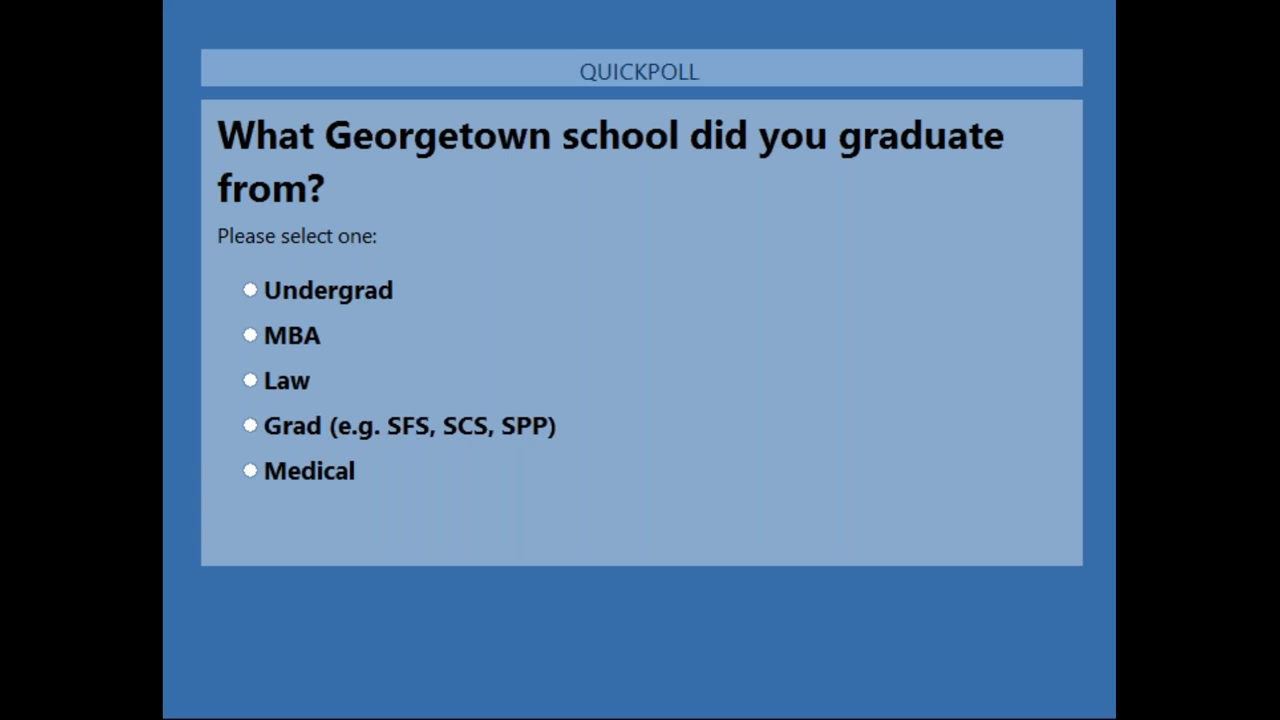 QUICKPOLL
What Georgetown school did you graduate
from?
Please select one:
Undergrad
MBA
Law
Grad (e.g. SFS, SCS, SPP)
Medical